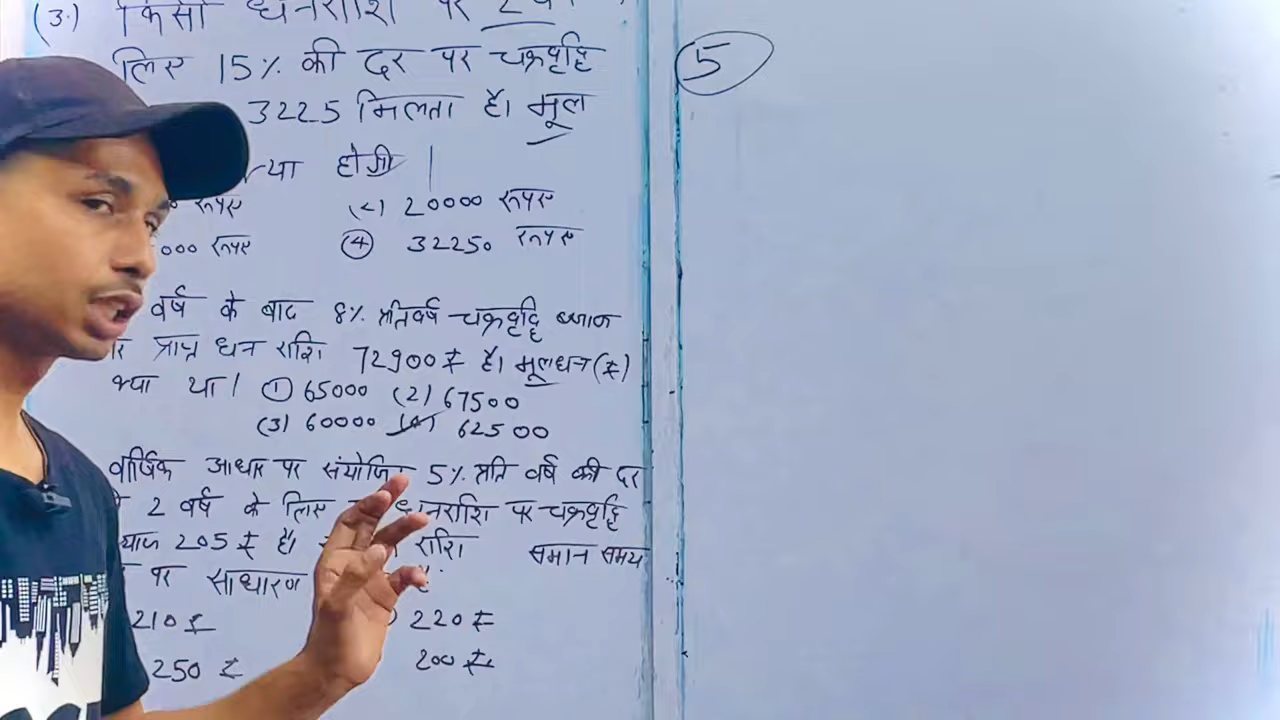 (3.) किसी धनराशि पर 2
लिए 15% की दर पर चक्रवृद्धि
3225 मिलता है। मूल
क्या होगी
रूपए (2) 20000 रूपए
000 रूपए (4) 32250 रूपए
वर्ष के बाद 8% प्रतिवर्ष चक्रवृद्धि ब्याज
प्राप्त धन राशि 72900₹ है। मूलधन (₹)
क्या था। (1) 65000 (2) 67500
(3) 60000 (4) 62500
वार्षिक आधार पर संयोजित 5% प्रति वर्ष की दर
2 वर्ष के लिए धनराशि पर चक्रवृद्धि
ब्याज 205₹ है। राशि समान समय
पर साधारण
210₹ 220₹
250₹ 200₹
5